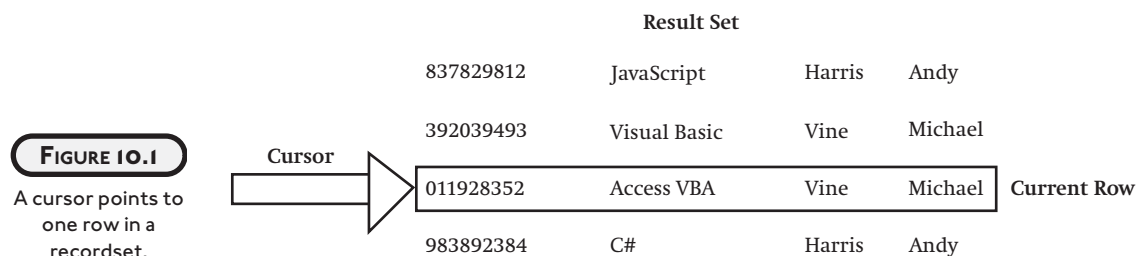 Result Set
837829812 JavaScript Harris Andy
392039493 Visual Basic Vine Michael
FIGURE 10.1
Cursor
A cursor points to
one row in a
recordset.
011928352 Access VBA Vine Michael Current Row
983892384 C# Harris Andy